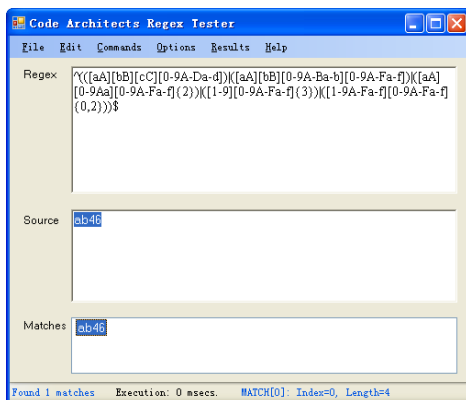 Code Architects Regex Tester
File Edit Commands Options Results Help
Regex
^(([aA][bB][cC][0-9A-Da-d])|([aA][bB][0-9A-Ba-b][0-9A-Fa-f])|([aA]
[0-9Aa][0-9A-Fa-f]{2})|([1-9][0-9A-Fa-f]{3})|([1-9A-Fa-f][0-9A-Fa-f]
{0,2}))$
Source
ab46
Matches
ab46
Found 1 matches Execution: 0 msecs. MATCH[0]: Index=0, Length=4